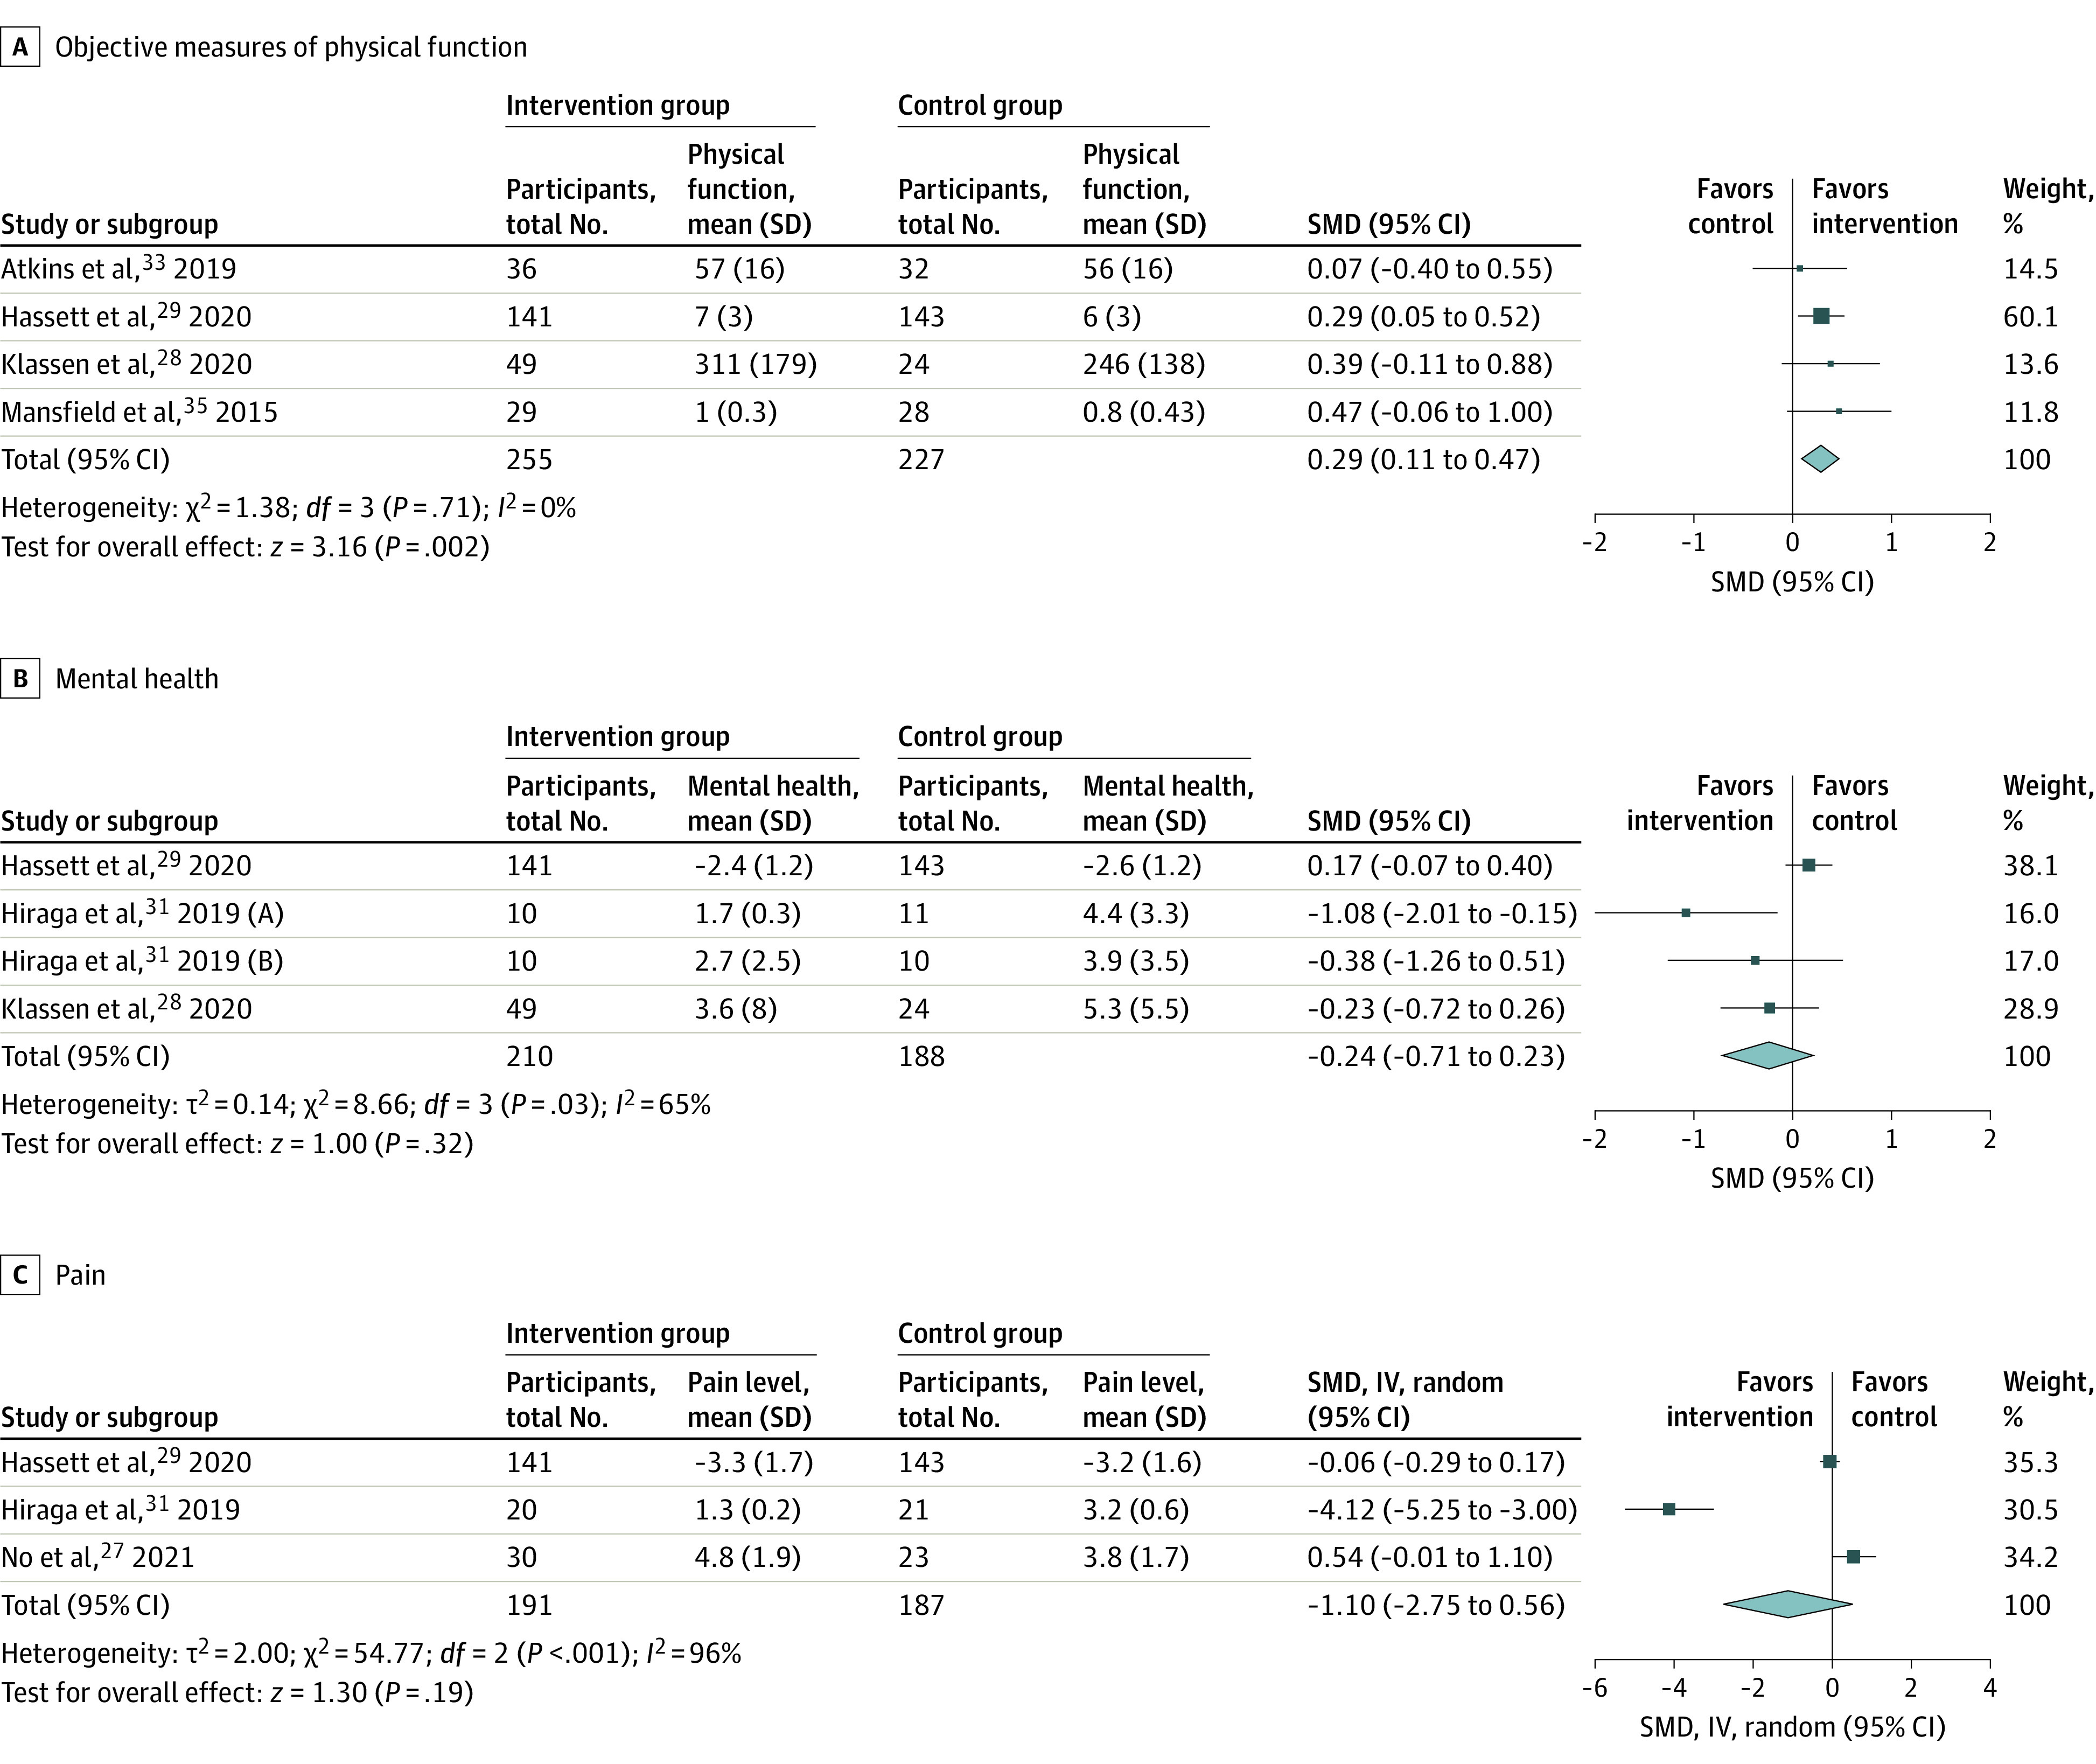 A Objective measures of physical function
Intervention group Control group
Study or subgroup Participants, total No. Physical function, mean (SD) Participants, total No. Physical function, mean (SD) SMD (95% CI) Favors control Favors intervention Weight, %
Atkins et al,33 2019 36 57 (16) 32 56 (16) 0.07 (-0.40 to 0.55) 14.5
Hassett et al,29 2020 141 7 (3) 143 6 (3) 0.29 (0.05 to 0.52) 60.1
Klassen et al,28 2020 49 311 (179) 24 246 (138) 0.39 (-0.11 to 0.88) 13.6
Mansfield et al,35 2015 29 1 (0.3) 28 0.8 (0.43) 0.47 (-0.06 to 1.00) 11.8
Total (95% CI) 255 227 0.29 (0.11 to 0.47) 100
Heterogeneity: χ2=1.38; df = 3 (P=.71); I2=0%
Test for overall effect: z = 3.16 (P=.002)
-2 -1 0 1 2
SMD (95% CI)
B Mental health
Intervention group Control group
Study or subgroup Participants, total No. Mental health, mean (SD) Participants, total No. Mental health, mean (SD) SMD (95% CI) Favors intervention Favors control Weight, %
Hassett et al,29 2020 141 -2.4 (1.2) 143 -2.6 (1.2) 0.17 (-0.07 to 0.40) 38.1
Hiraga et al,31 2019 (A) 10 1.7 (0.3) 11 4.4 (3.3) -1.08 (-2.01 to -0.15) 16.0
Hiraga et al,31 2019 (B) 10 2.7 (2.5) 10 3.9 (3.5) -0.38 (-1.26 to 0.51) 17.0
Klassen et al,28 2020 49 3.6 (8) 24 5.3 (5.5) -0.23 (-0.72 to 0.26) 28.9
Total (95% CI) 210 188 -0.24 (-0.71 to 0.23) 100
Heterogeneity: τ2=0.14; χ2=8.66; df = 3 (P=.03); I2=65%
Test for overall effect: z = 1.00 (P=.32)
-2 -1 0 1 2
SMD (95% CI)
C Pain
Intervention group Control group
Study or subgroup Participants, total No. Pain level, mean (SD) Participants, total No. Pain level, mean (SD) SMD, IV, random (95% CI) Favors intervention Favors control Weight, %
Hassett et al,29 2020 141 -3.3 (1.7) 143 -3.2 (1.6) -0.06 (-0.29 to 0.17) 35.3
Hiraga et al,31 2019 20 1.3 (0.2) 21 3.2 (0.6) -4.12 (-5.25 to -3.00) 30.5
No et al,27 2021 30 4.8 (1.9) 23 3.8 (1.7) 0.54 (-0.01 to 1.10) 34.2
Total (95% CI) 191 187 -1.10 (-2.75 to 0.56) 100
Heterogeneity: τ2=2.00; χ2=54.77; df = 2 (P<.001); I2=96%
Test for overall effect: z = 1.30 (P=.19)
-6 -4 -2 0 2 4
SMD, IV, random (95% CI)